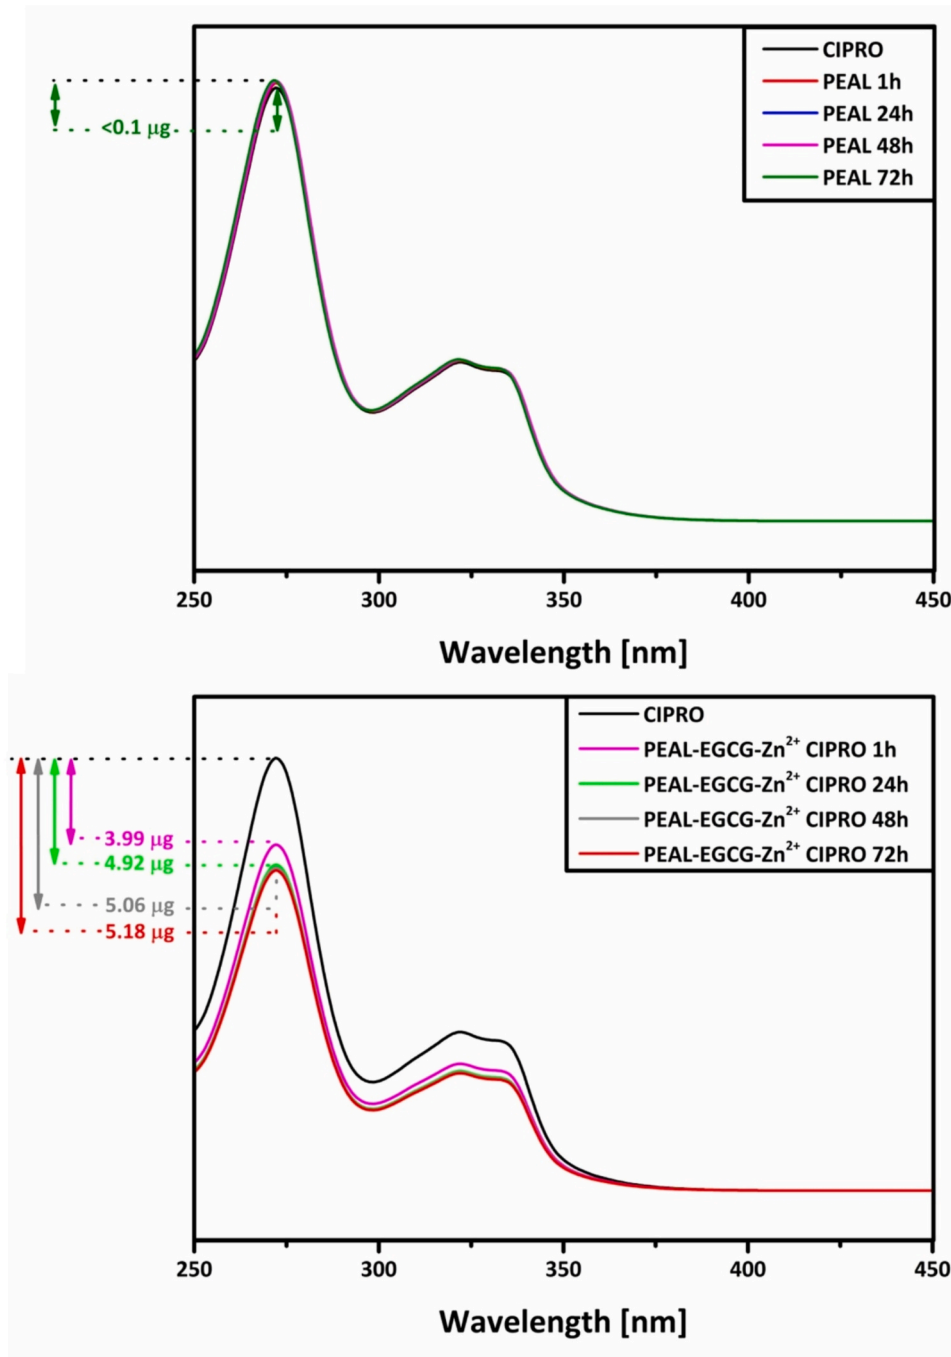 CIPRO
PEAL 1h
PEAL 24h
PEAL 48h
PEAL 72h
<0.1 µg
250 300 350 400 450
Wavelength [nm]
CIPRO
PEAL-EGCG-Zn²⁺ CIPRO 1h
PEAL-EGCG-Zn²⁺ CIPRO 24h
PEAL-EGCG-Zn²⁺ CIPRO 48h
PEAL-EGCG-Zn²⁺ CIPRO 72h
3.99 µg
4.92 µg
5.06 µg
5.18 µg
250 300 350 400 450
Wavelength [nm]